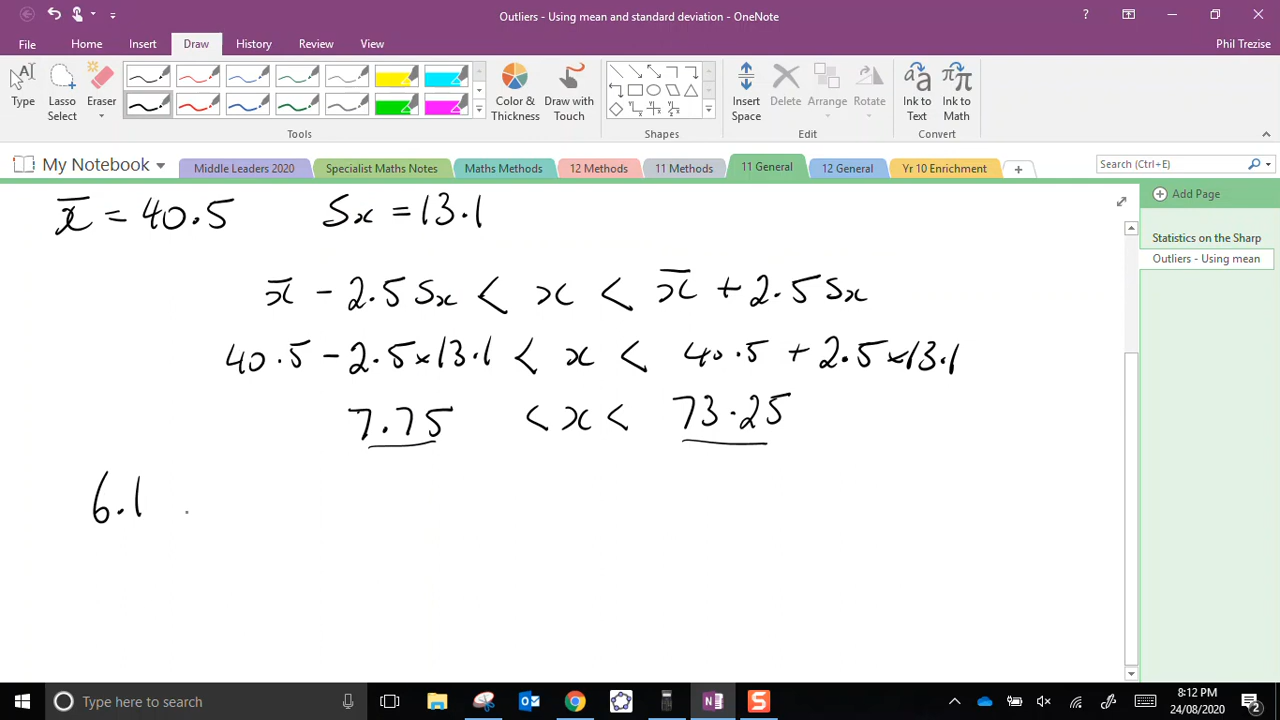 Outliers - Using mean and standard deviation - OneNote
File Home Insert Draw History Review View Phil Trezise
Type Lasso Select Eraser Color & Thickness Draw with Touch Insert Space Delete Arrange Rotate Ink to Text Ink to Math
Tools Shapes Edit Convert
My Notebook Middle Leaders 2020 Specialist Maths Notes Maths Methods 12 Methods 11 Methods 11 General 12 General Yr 10 Enrichment Search (Ctrl+E)
Add Page
Statistics on the Sharp
Outliers - Using mean
x̄ = 40.5 Sx = 13.1
x̄ - 2.5Sx < x < x̄ + 2.5Sx
40.5 - 2.5×13.1 < x < 40.5 + 2.5×13.1
7.75 < x < 73.25
6.1
Type here to search
8:12 PM
24/08/2020
2